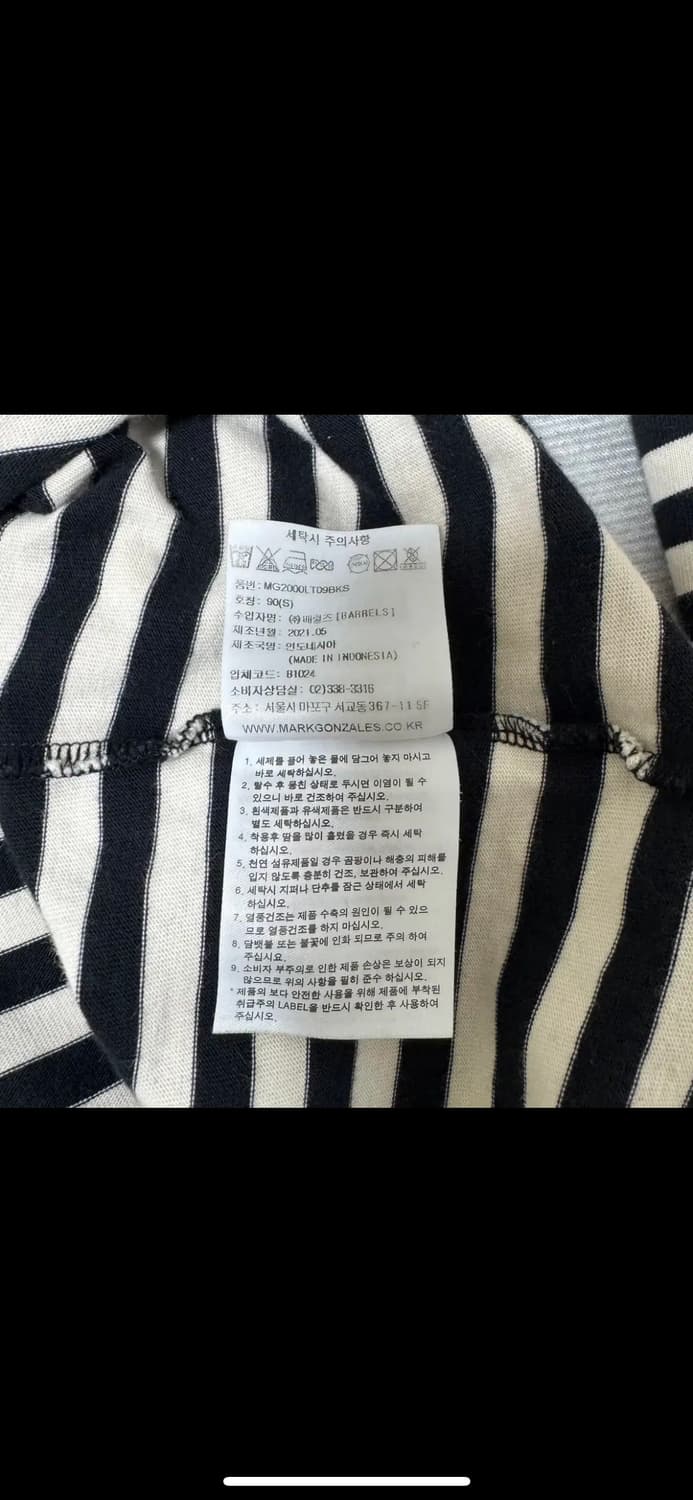 세탁시 주의사항
품번: MG2000LT09BKS
호칭: 90(S)
수입자명: (주)배럴즈 [BARRELS]
제조년월: 2021.05
제조국명: 인도네시아
(MADE IN INDONESIA)
업체코드: B1024
소비자상담실: 02)338-3316
주소: 서울시 마포구 서교동367-11 5F
WWW.MARKGONZALES.CO.KR
1. 세제를 풀어 놓은 물에 담그어 놓지 마시고
바로 세탁하십시오.
2. 탈수 후 뭉친 상태로 두시면 이염이 될 수
있으니 바로 건조하여 주십시오.
3. 흰색제품과 유색제품은 반드시 구분하여
별도 세탁하십시오.
4. 착용후 땀을 많이 흘렸을 경우 즉시 세탁
하십시오.
5. 천연 섬유제품일 경우 곰팡이나 해충의 피해를
입지 않도록 충분히 건조, 보관하여 주십시오.
6. 세탁시 지퍼나 단추를 잠근 상태에서 세탁
하십시오.
7. 열풍건조는 제품 수축의 원인이 될 수 있으
므로 열풍건조를 하지 마십시오.
8. 담뱃불 또는 불꽃에 인화 되므로 주의 하여
주십시요.
9. 소비자 부주의로 인한 제품 손상은 보상이 되지
않으므로 위의 사항을 필히 준수 하십시오.
* 제품의 보다 안전한 사용을 위해 제품에 부착된
취급주의 LABEL을 반드시 확인한 후 사용하여
주십시오.